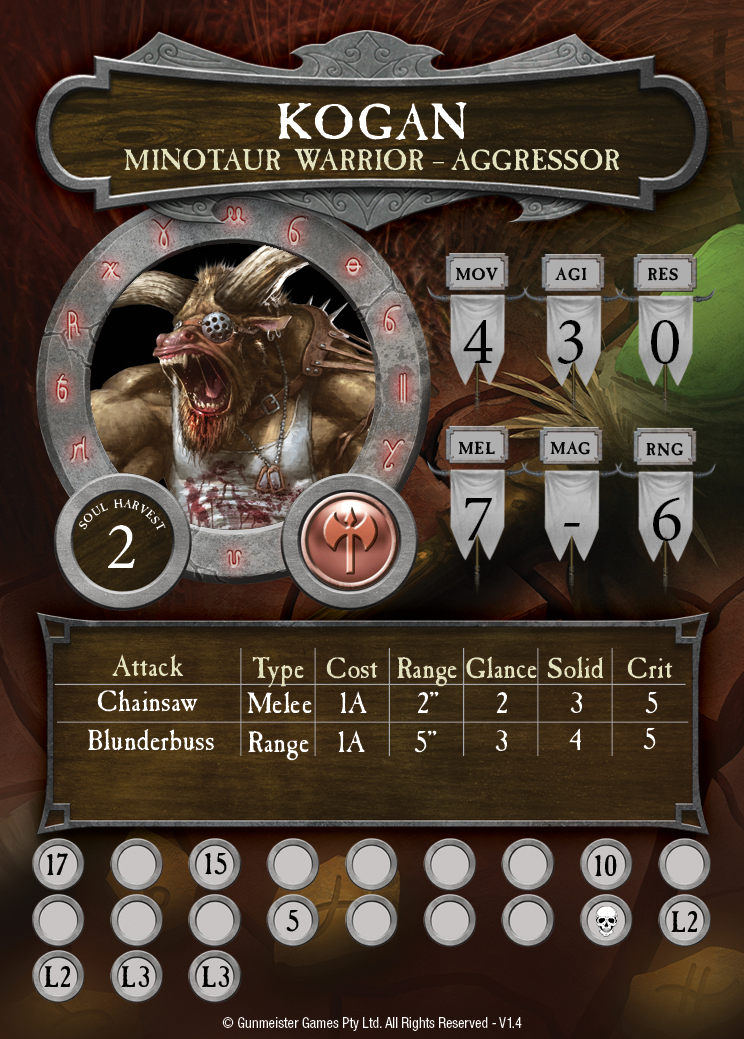 KOGAN
MINOTAUR WARRIOR – AGGRESSOR
MOV AGI RES
4 3 0
MEL MAG RNG
7 - 6
SOUL HARVEST
2
Attack Type Cost Range Glance Solid Crit
Chainsaw Melee 1A 2” 2 3 5
Blunderbuss Range 1A 5” 3 4 5
17 15 10
5 L2
L2 L3 L3
© Gunmeister Games Pty Ltd. All Rights Reserved - V1.4